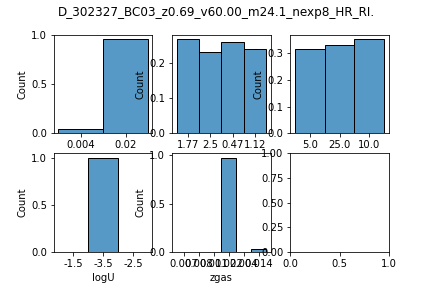 D_302327_BC03_z0.69_v60.00_m24.1_nexp8_HR_RI.
1.0
0.5
0.0
Count
0.004 0.02
0.2
0.1
0.0
Count
1.77 2.5 0.47 1.12
0.3
0.2
0.1
0.0
Count
5.0 25.0 10.0
1.0
0.5
0.0
Count
-1.5 -3.5 -2.5
logU
1.0
0.5
0.0
Count
zgas
1.00
0.75
0.50
0.25
0.00
0.0 0.5 1.0